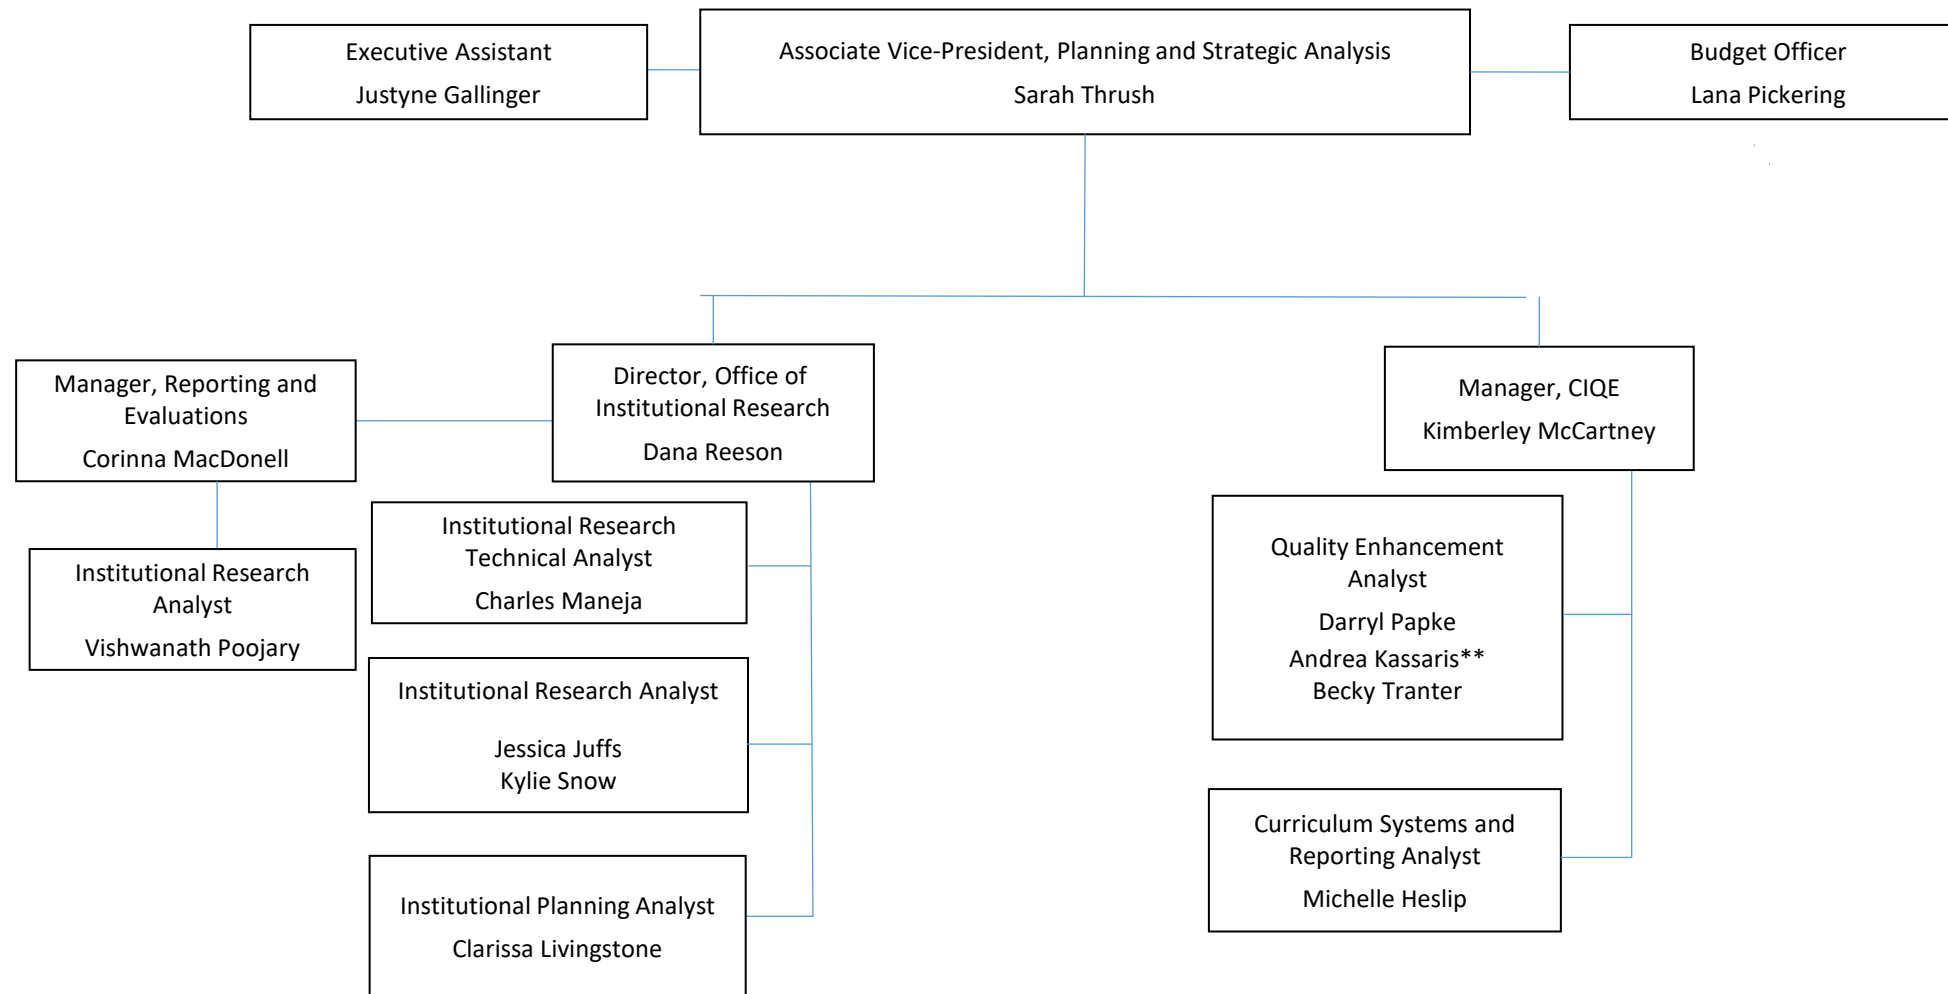 Executive Assistant
Justyne Gallinger
Associate Vice-President, Planning and Strategic Analysis
Sarah Thrush
Budget Officer
Lana Pickering
Manager, Reporting and
Evaluations
Corinna MacDonell
Director, Office of
Institutional Research
Dana Reeson
Manager, CIQE
Kimberley McCartney
Institutional Research
Analyst
Vishwanath Poojary
Institutional Research
Technical Analyst
Charles Maneja
Institutional Research Analyst
Jessica Juffs
Kylie Snow
Institutional Planning Analyst
Clarissa Livingstone
Quality Enhancement
Analyst
Darryl Papke
Andrea Kassaris**
Becky Tranter
Curriculum Systems and
Reporting Analyst
Michelle Heslip